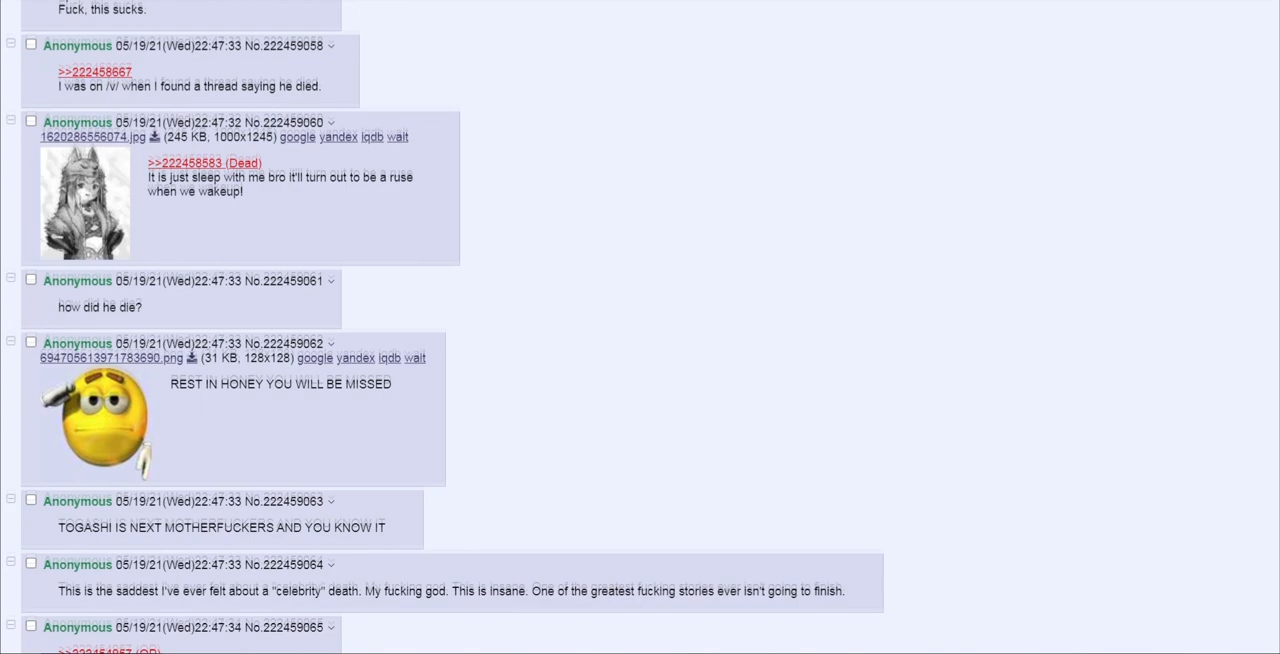 Fuck, this sucks.
Anonymous 05/19/21(Wed)22:47:33 No.222459058
>>222458667
I was on /v/ when I found a thread saying he died.
Anonymous 05/19/21(Wed)22:47:32 No.222459060
1620286556074.jpg (245 KB, 1000x1245) google yandex iqdb wait
>>222458583 (Dead)
It is just sleep with me bro it'll turn out to be a ruse
when we wakeup!
Anonymous 05/19/21(Wed)22:47:33 No.222459061
how did he die?
Anonymous 05/19/21(Wed)22:47:33 No.222459062
694705613971783690.png (31 KB, 128x128) google yandex iqdb wait
REST IN HONEY YOU WILL BE MISSED
Anonymous 05/19/21(Wed)22:47:33 No.222459063
TOGASHI IS NEXT MOTHERFUCKERS AND YOU KNOW IT
Anonymous 05/19/21(Wed)22:47:33 No.222459064
This is the saddest I've ever felt about a "celebrity" death. My fucking god. This is insane. One of the greatest fucking stories ever isn't going to finish.
Anonymous 05/19/21(Wed)22:47:34 No.222459065